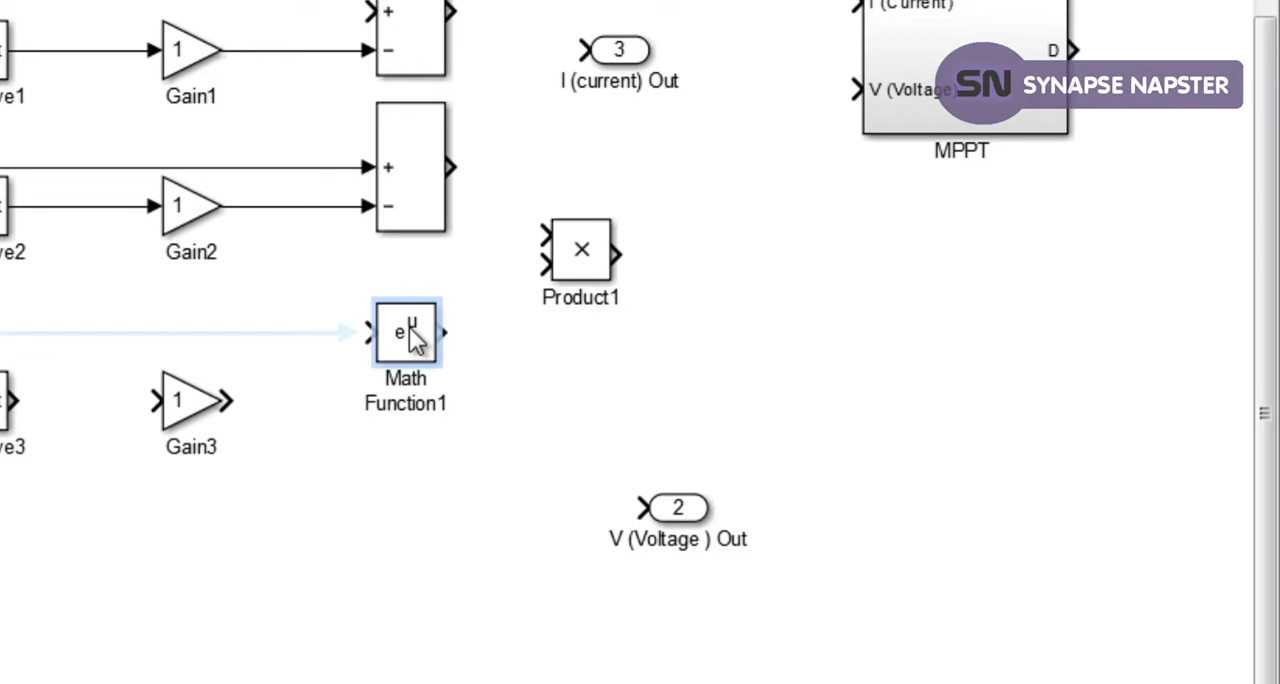 I (Current)
+
−
1
Gain1
ve1
3
I (current) Out
D
V (Voltage)
SN SYNAPSE NAPSTER
MPPT
+
−
1
Gain2
ve2
×
Product1
e^u
Math
Function1
1
Gain3
ve3
2
V (Voltage ) Out